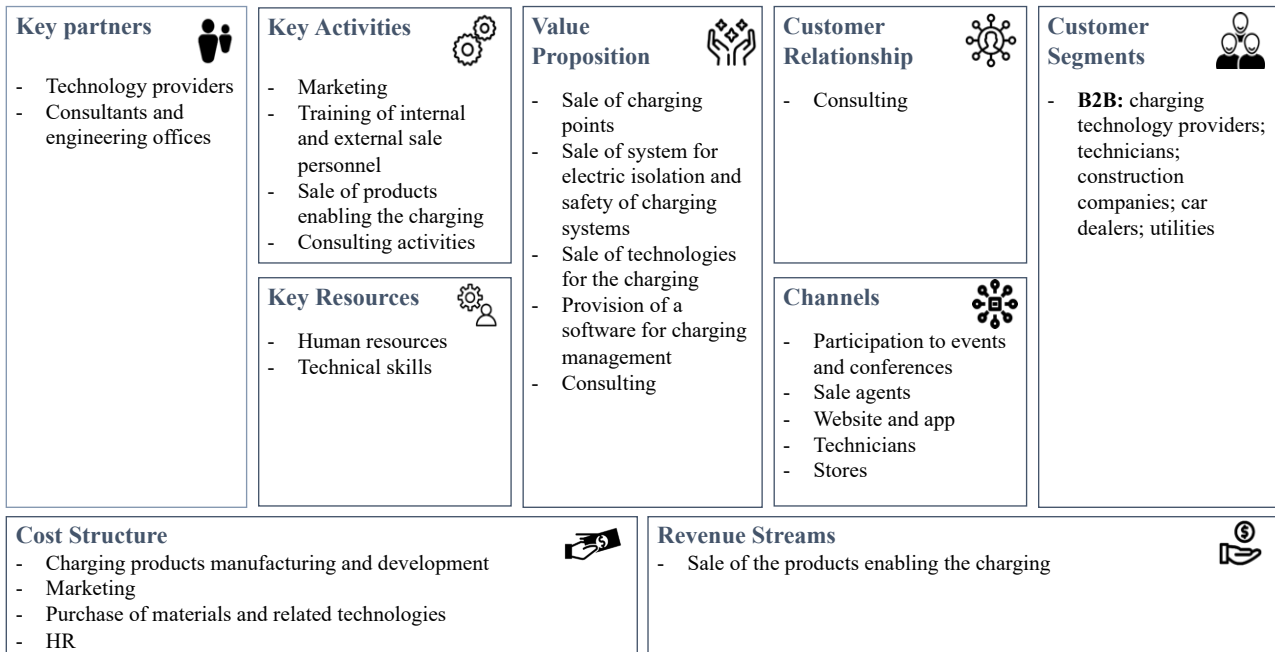 Key partners
- Technology providers
- Consultants and
engineering offices
Key Activities
- Marketing
- Training of internal
and external sale
personnel
- Sale of products
enabling the charging
- Consulting activities
Key Resources
- Human resources
- Technical skills
Value
Proposition
- Sale of charging
points
- Sale of system for
electric isolation and
safety of charging
systems
- Sale of technologies
for the charging
- Provision of a
software for charging
management
- Consulting
Customer
Relationship
- Consulting
Channels
- Participation to events
and conferences
- Sale agents
- Website and app
- Technicians
- Stores
Customer
Segments
- B2B: charging
technology providers;
technicians;
construction
companies; car
dealers; utilities
Cost Structure
- Charging products manufacturing and development
- Marketing
- Purchase of materials and related technologies
- HR
Revenue Streams
- Sale of the products enabling the charging